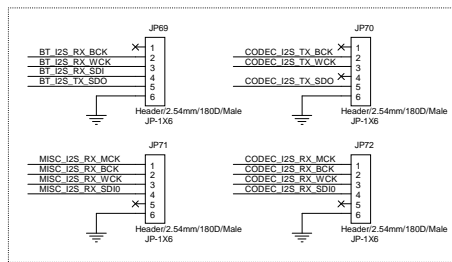 JP69
BT_I2S_RX_BCK
BT_I2S_RX_WCK
BT_I2S_RX_SDI
BT_I2S_TX_SDO
1
2
3
4
5
6
Header/2.54mm/180D/Male
JP-1X6
JP70
CODEC_I2S_TX_BCK
CODEC_I2S_TX_WCK
CODEC_I2S_TX_SDO
1
2
3
4
5
6
Header/2.54mm/180D/Male
JP-1X6
JP71
MISC_I2S_RX_MCK
MISC_I2S_RX_BCK
MISC_I2S_RX_WCK
MISC_I2S_RX_SDI0
1
2
3
4
5
6
Header/2.54mm/180D/Male
JP-1X6
JP72
CODEC_I2S_RX_MCK
CODEC_I2S_RX_BCK
CODEC_I2S_RX_WCK
CODEC_I2S_RX_SDI0
1
2
3
4
5
6
Header/2.54mm/180D/Male
JP-1X6